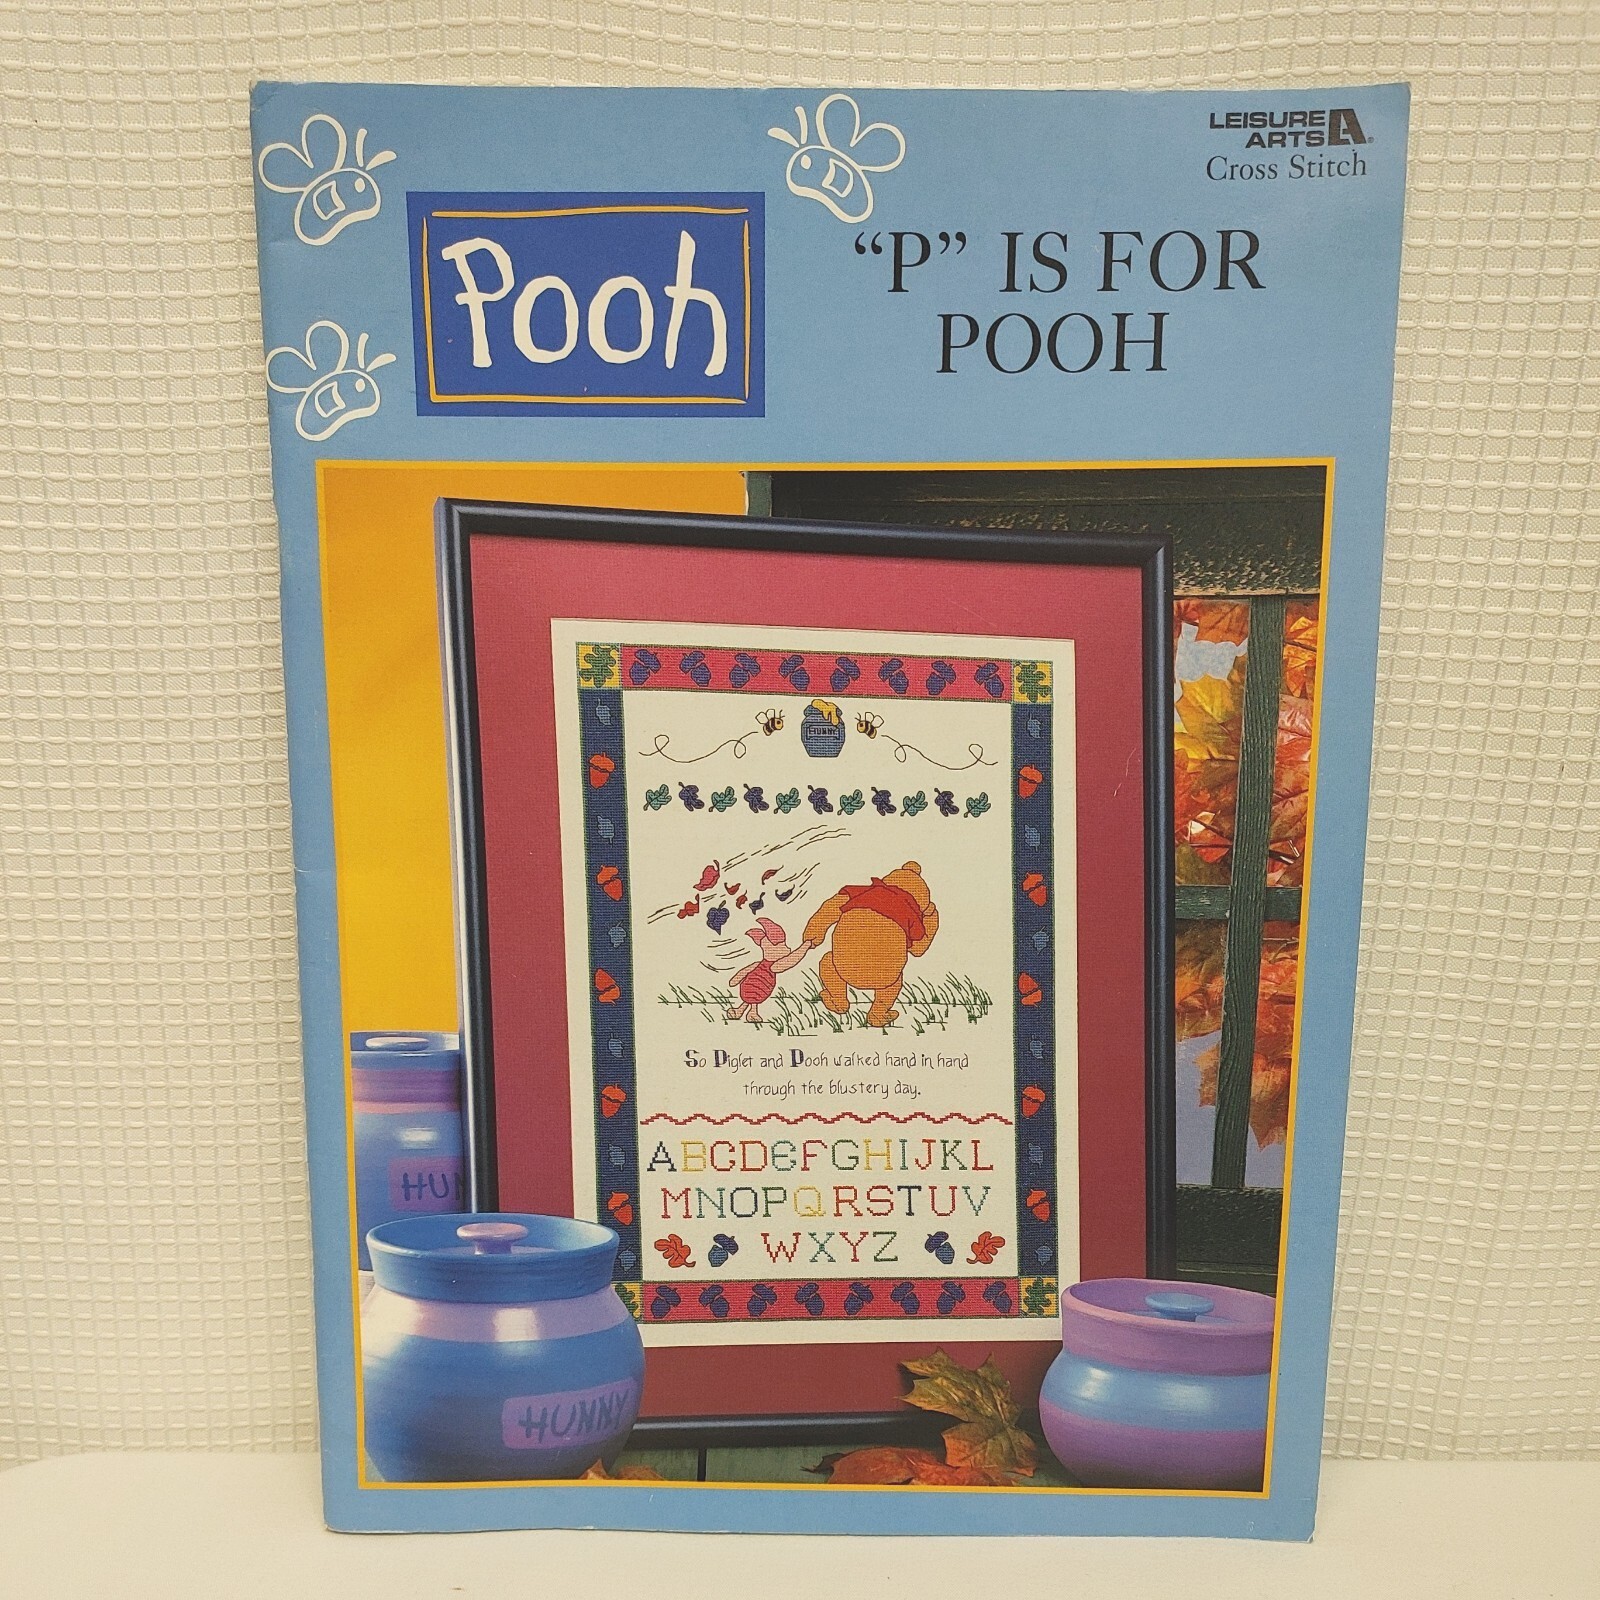 LEISURE
ARTS
Cross Stitch
Pooh
"P" IS FOR
POOH
HUNNY
So Piglet and Pooh walked hand in hand
through the blustery day.
ABCDEFGHIJKL
MNOPQRSTUV
WXYZ
HUN
HUNNY